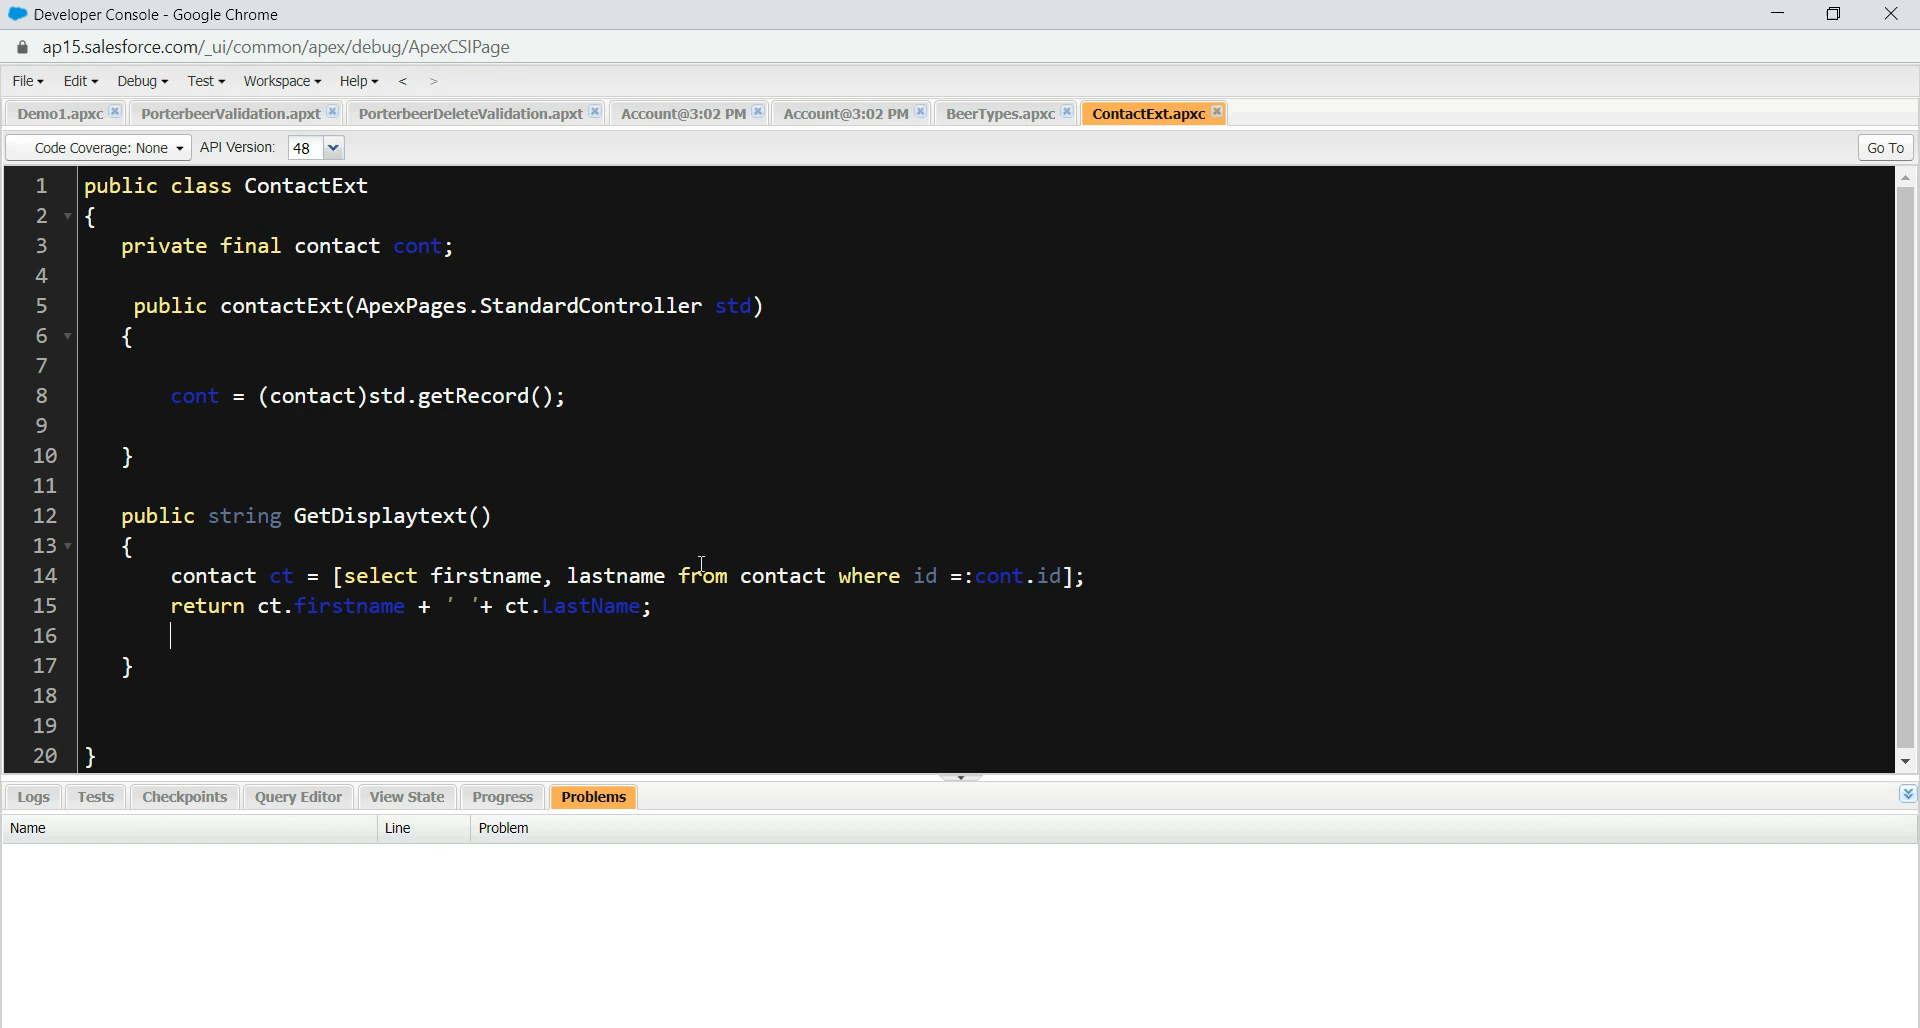 Developer Console - Google Chrome
ap15.salesforce.com/_ui/common/apex/debug/ApexCSIPage
File Edit Debug Test Workspace Help < >
Demo1.apxc PorterbeerValidation.apxt PorterbeerDeleteValidation.apxt Account@3:02 PM Account@3:02 PM BeerTypes.apxc ContactExt.apxc
Code Coverage: None API Version: 48 Go To
1 public class ContactExt
2 {
3 private final contact cont;
4
5 public contactExt(ApexPages.StandardController std)
6 {
7
8 cont = (contact)std.getRecord();
9
10 }
11
12 public string GetDisplaytext()
13 {
14 contact ct = [select firstname, lastname from contact where id =:cont.id];
15 return ct.firstname + ' '+ ct.LastName;
16
17 }
18
19
20 }
Logs Tests Checkpoints Query Editor View State Progress Problems
Name Line Problem